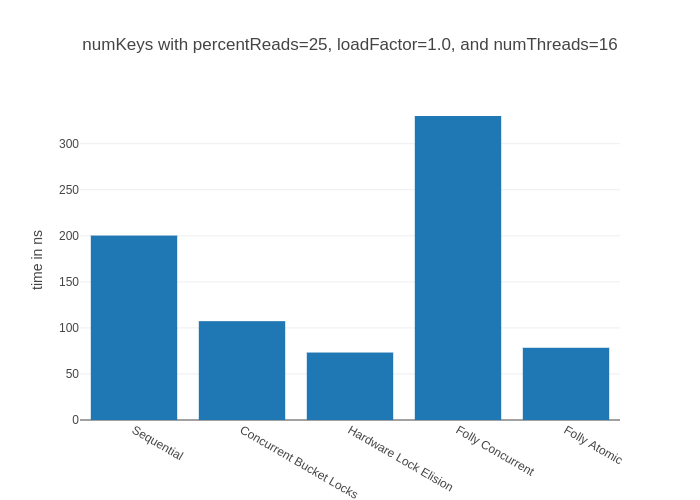 numKeys with percentReads=25, loadFactor=1.0, and numThreads=16
time in ns
300
250
200
150
100
50
0
Sequential
Concurrent Bucket Locks
Hardware Lock Elision
Folly Concurrent
Folly Atomic